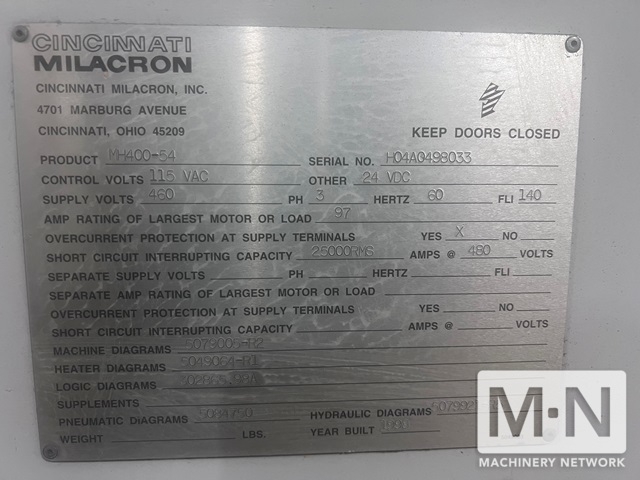 CINCINNATI
MILACRON
CINCINNATI MILACRON, INC.
4701 MARBURG AVENUE
CINCINNATI, OHIO 45209
KEEP DOORS CLOSED
PRODUCT MH400-54 SERIAL NO. H04A0498033
CONTROL VOLTS 115 VAC OTHER 24 VDC
SUPPLY VOLTS 460 PH 3 HERTZ 60 FLI 140
AMP RATING OF LARGEST MOTOR OR LOAD 97
OVERCURRENT PROTECTION AT SUPPLY TERMINALS YES X NO
SHORT CIRCUIT INTERRUPTING CAPACITY 25000RMS AMPS @ 480 VOLTS
SEPARATE SUPPLY VOLTS PH HERTZ FLI
SEPARATE AMP RATING OF LARGEST MOTOR OR LOAD
OVERCURRENT PROTECTION AT SUPPLY TERMINALS YES NO
SHORT CIRCUIT INTERRUPTING CAPACITY AMPS @ VOLTS
MACHINE DIAGRAMS
HEATER DIAGRAMS
LOGIC DIAGRAMS
SUPPLEMENTS
PNEUMATIC DIAGRAMS HYDRAULIC DIAGRAMS
WEIGHT LBS. YEAR BUILT
M·N
MACHINERY NETWORK